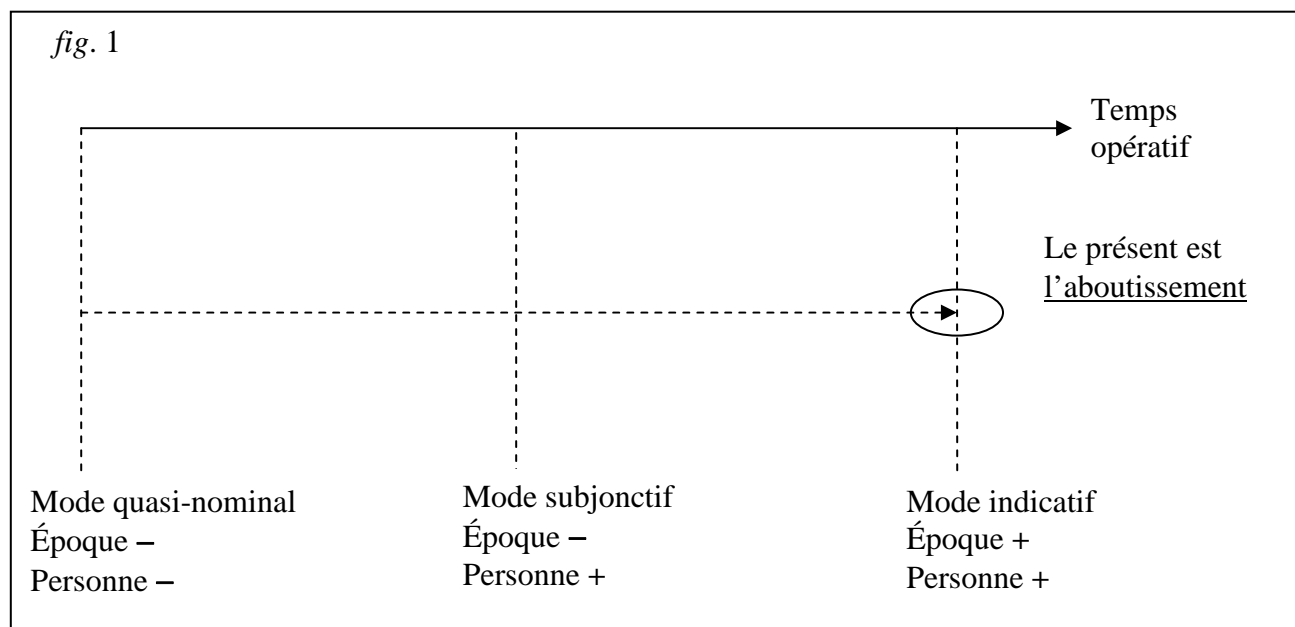 fig. 1
Temps
opératif
Le présent est
l’aboutissement
Mode quasi-nominal
Époque –
Personne –
Mode subjonctif
Époque –
Personne +
Mode indicatif
Époque +
Personne +